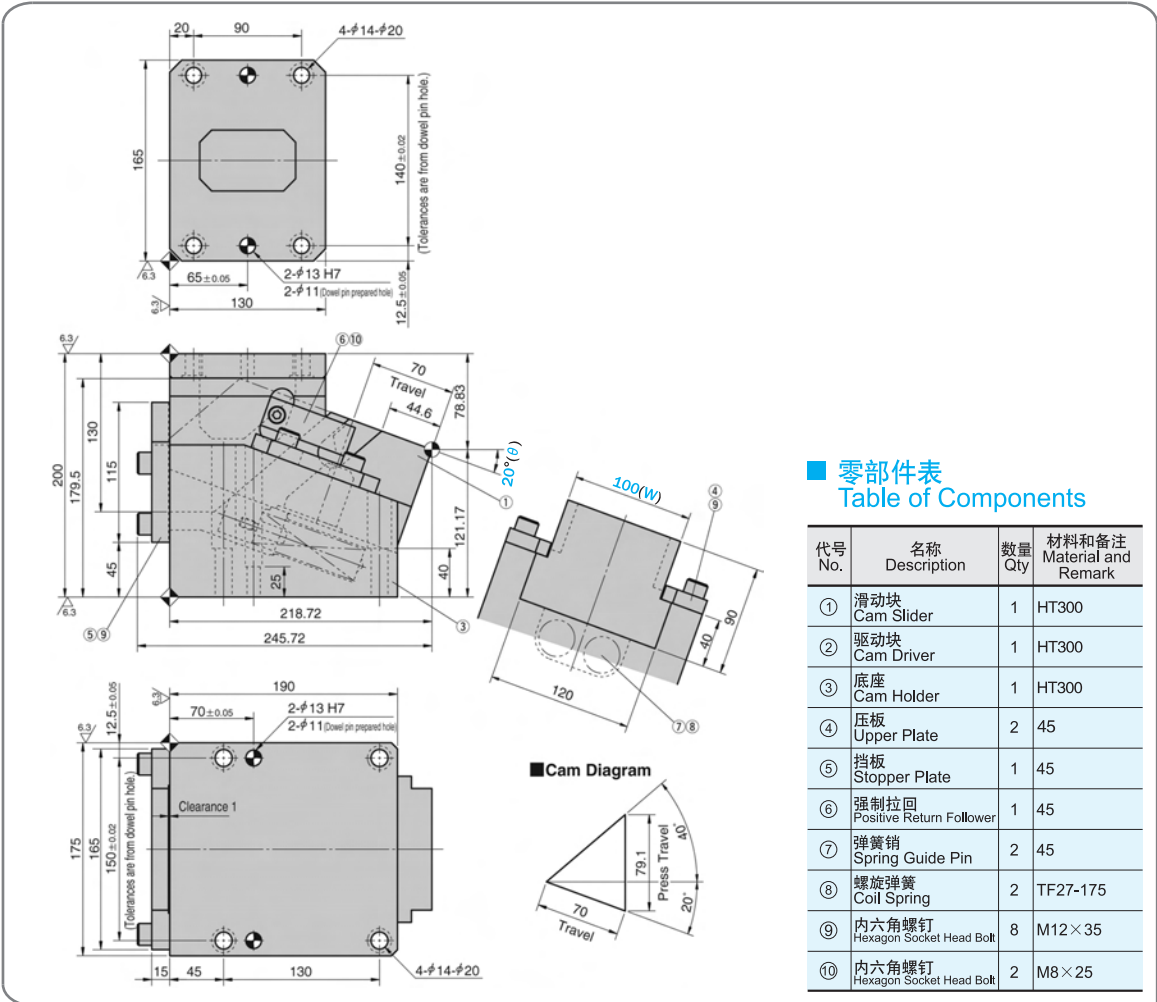 20
90
4-ϕ14-ϕ20
165
140±0.02
(Tolerances are from dowel pin hole.)
6.3
65±0.05
2-ϕ13 H7
2-ϕ11(Dowel pin prepared hole)
6.3
130
12.5±0.05
6.3
⑥⑩
70
Travel
44.6
78.83
20°(θ)
200
179.5
130
115
45
①
121.17
40
25
6.3
218.72
245.72
⑤⑨
③
100(W)
④
⑨
90
40
120
⑦⑧
190
12.5±0.05
6.3
70±0.05
2-ϕ13 H7
2-ϕ11(Dowel pin prepared hole)
6.3
Clearance 1
175
165
150±0.02
(Tolerances are from dowel pin hole.)
15
45
130
4-ϕ14-ϕ20
■Cam Diagram
79.1
Press Travel
40°
20°
70
Travel
■ 零部件表
Table of Components
代号 名称 数量 材料和备注
No. Description Qty Material and
Remark
① 滑动块 1 HT300
Cam Slider
② 驱动块 1 HT300
Cam Driver
③ 底座 1 HT300
Cam Holder
④ 压板 2 45
Upper Plate
⑤ 挡板 1 45
Stopper Plate
⑥ 强制拉回 1 45
Positive Return Follower
⑦ 弹簧销 2 45
Spring Guide Pin
⑧ 螺旋弹簧 2 TF27-175
Coil Spring
⑨ 内六角螺钉 8 M12×35
Hexagon Socket Head Bolt
⑩ 内六角螺钉 2 M8×25
Hexagon Socket Head Bolt